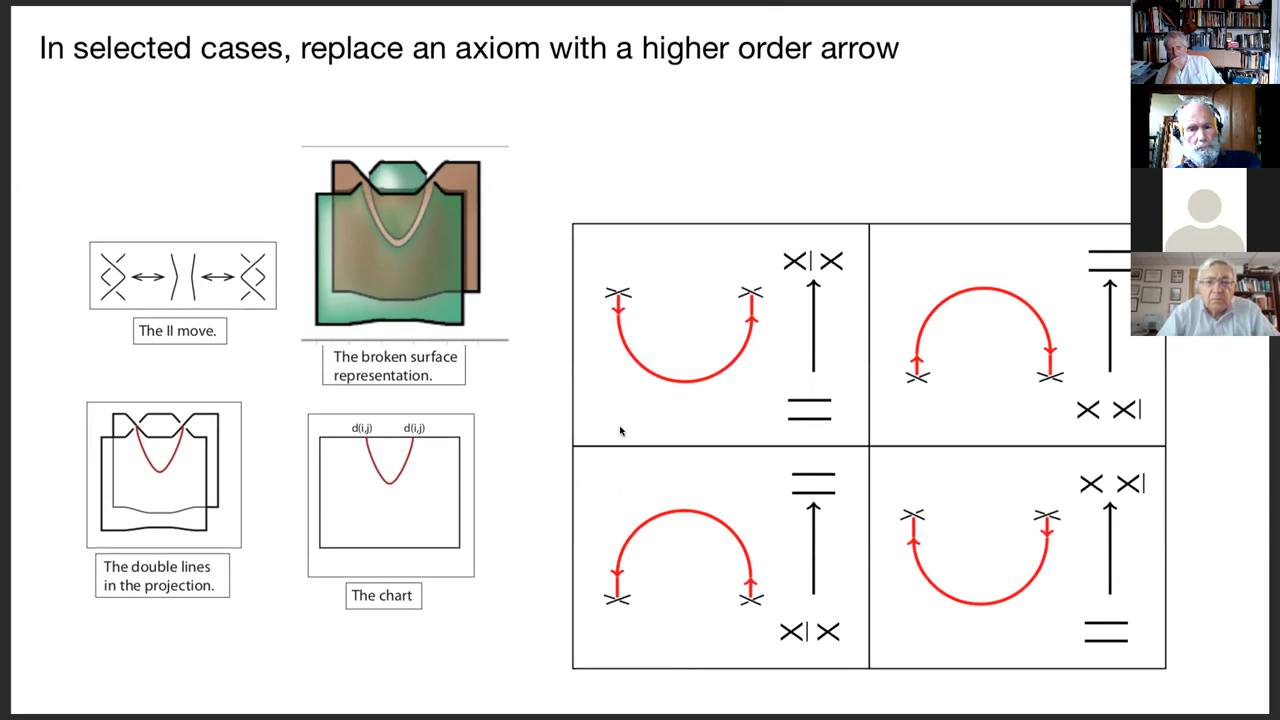 In selected cases, replace an axiom with a higher order arrow
The II move.
The broken surface
representation.
The double lines
in the projection.
d(i,j) d(i,j)
The chart